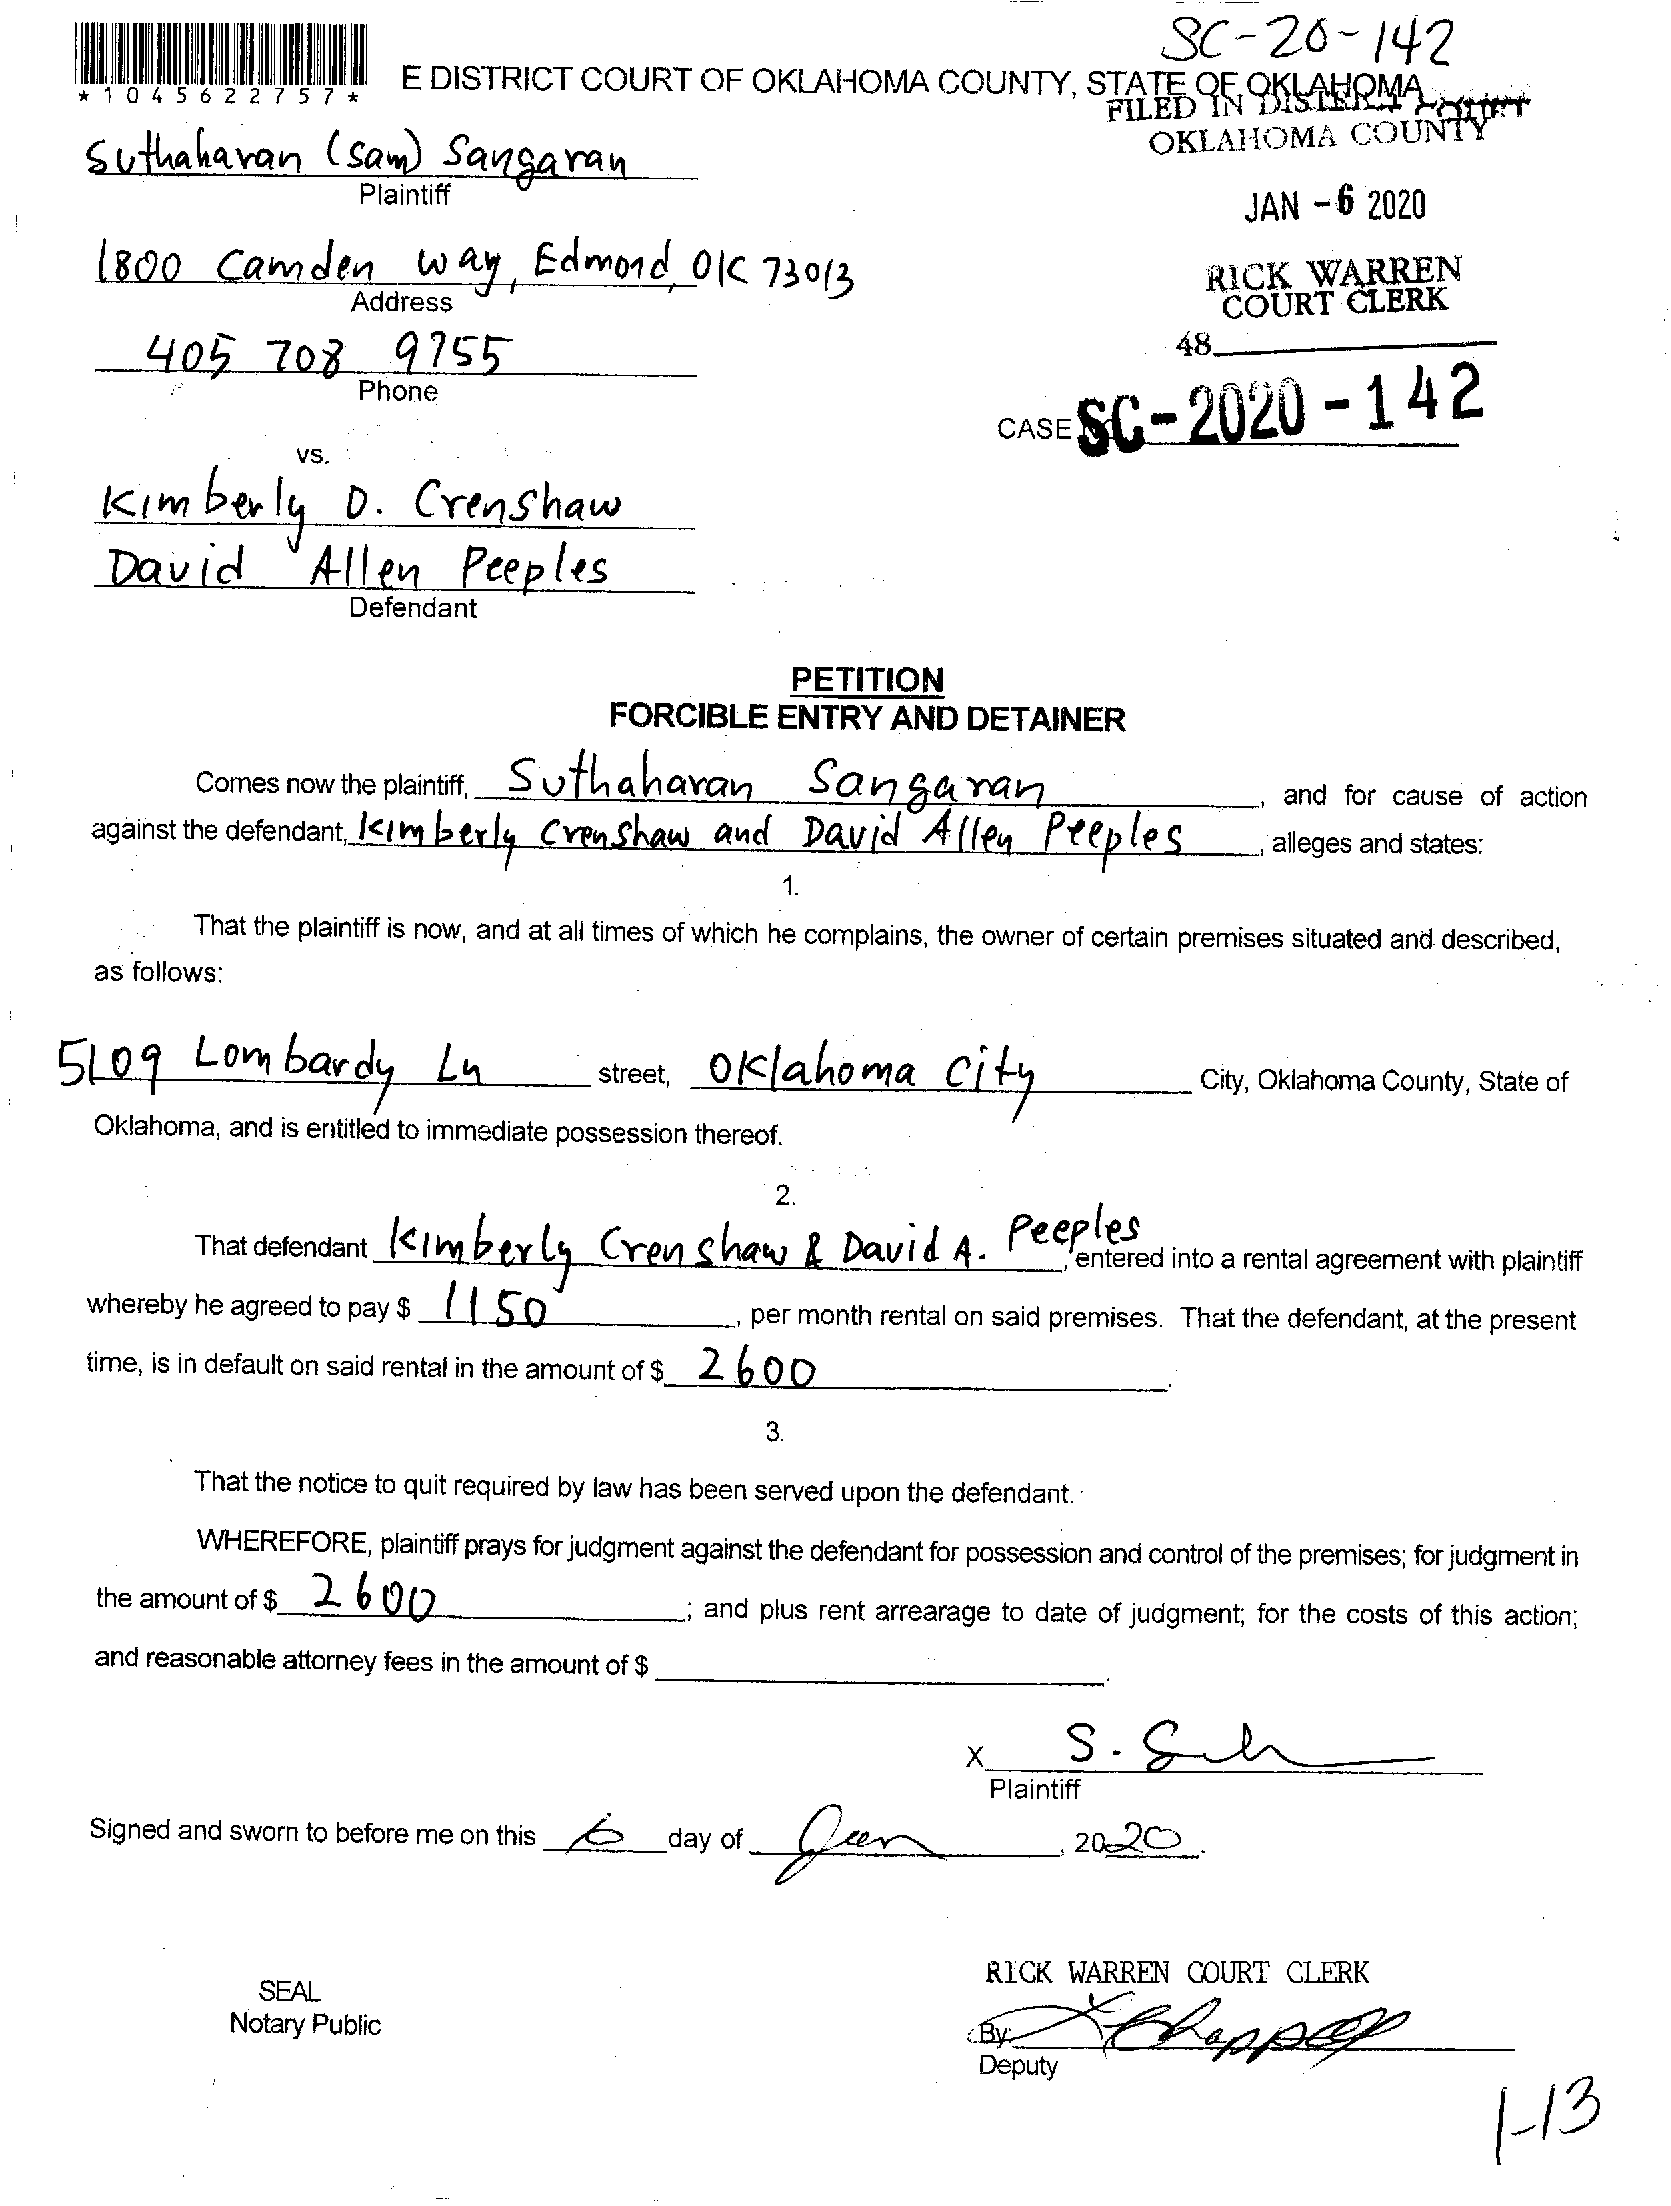 SC-20-142
*1045622757*
E DISTRICT COURT OF OKLAHOMA COUNTY, STATE OF OKLAHOMA
FILED IN DISTRICT COURT
OKLAHOMA COUNTY
Suthaharan (Sam) Sangaran
Plaintiff
JAN -6 2020
1800 Camden Way, Edmond, OK 73013
Address
RICK WARREN
COURT CLERK
405 708 9755
Phone
48
CASE SC-2020-142
vs.
Kimberly D. Crenshaw
David Allen Peeples
Defendant
PETITION
FORCIBLE ENTRY AND DETAINER
Comes now the plaintiff, Suthaharan Sangaran, and for cause of action
against the defendant, Kimberly Crenshaw and David Allen Peeples, alleges and states:
1.
That the plaintiff is now, and at all times of which he complains, the owner of certain premises situated and described,
as follows:
5109 Lombardy Ln street, Oklahoma City City, Oklahoma County, State of
Oklahoma, and is entitled to immediate possession thereof.
2.
That defendant Kimberly Crenshaw & David A. Peeples, entered into a rental agreement with plaintiff
whereby he agreed to pay $ 1150, per month rental on said premises. That the defendant, at the present
time, is in default on said rental in the amount of $ 2600.
3.
That the notice to quit required by law has been served upon the defendant.
WHEREFORE, plaintiff prays for judgment against the defendant for possession and control of the premises; for judgment in
the amount of $ 2600; and plus rent arrearage to date of judgment; for the costs of this action;
and reasonable attorney fees in the amount of $ .
X S.
Plaintiff
Signed and sworn to before me on this 6 day of Jan, 2020.
RICK WARREN COURT CLERK
SEAL
Notary Public
By:
Deputy
1-13